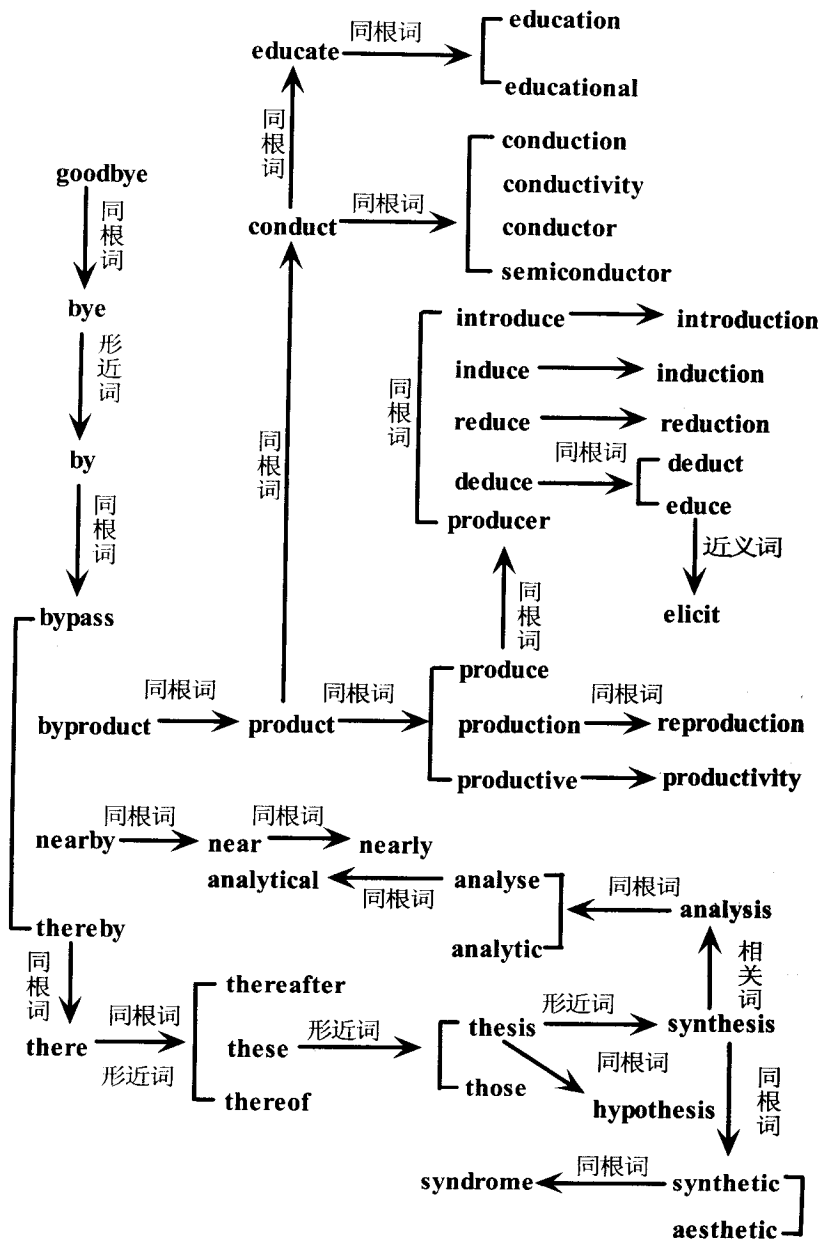 education
同根词
educate
educational
同根词
conduction
goodbye
conductivity
同根词
同根词
conduct
conductor
semiconductor
bye
introduce
introduction
形近词
induce
induction
同根词
reduce
reduction
同根词
by
同根词
deduct
deduce
educe
同根词
producer
近义词
同根词
elicit
bypass
produce
同根词
同根词
同根词
byproduct
product
production
reproduction
productive
productivity
同根词
同根词
nearby
near
nearly
analytical
同根词
analyse
同根词
analysis
thereby
analytic
同根词
相关词
thereafter
同根词
形近词
thesis
形近词
synthesis
there
these
形近词
同根词
those
thereof
hypothesis
同根词
syndrome
同根词
synthetic
aesthetic